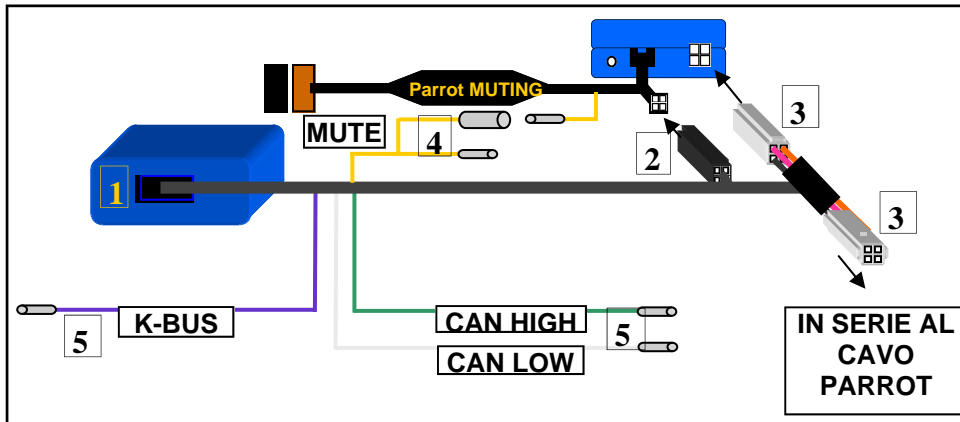 Parrot MUTING
MUTE
4
3
2
1
3
K-BUS
5
CAN HIGH
5
CAN LOW
IN SERIE AL
CAVO
PARROT